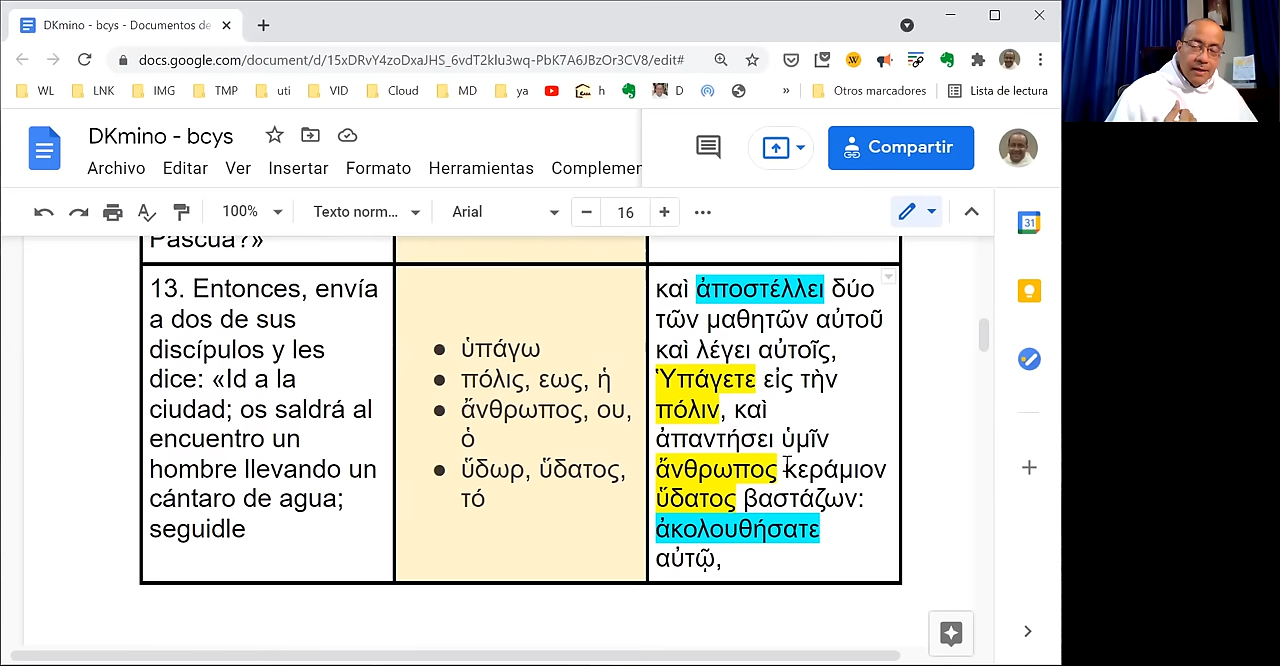 DKmino - bcys - Documentos de
docs.google.com/document/d/15xDRvY4zoDxaJHS_6vdT2klu3wq-PbK7A6JBzOr3CV8/edit#
WL LNK IMG TMP uti VID Cloud MD ya h D » Otros marcadores Lista de lectura
DKmino - bcys
Compartir
Archivo Editar Ver Insertar Formato Herramientas Complemen
100% Texto norm... Arial 16
31
Pascua?»
13. Entonces, envía
a dos de sus
discípulos y les
dice: «Id a la
ciudad; os saldrá al
encuentro un
hombre llevando un
cántaro de agua;
seguidle
● ὑπάγω
● πόλις, εως, ἡ
● ἄνθρωπος, ου,
ὁ
● ὕδωρ, ὕδατος,
τό
καὶ ἀποστέλλει δύο
τῶν μαθητῶν αὐτοῦ
καὶ λέγει αὐτοῖς,
Ὑπάγετε εἰς τὴν
πόλιν, καὶ
ἀπαντήσει ὑμῖν
ἄνθρωπος κεράμιον
ὕδατος βαστάζων:
ἀκολουθήσατε
αὐτῷ,